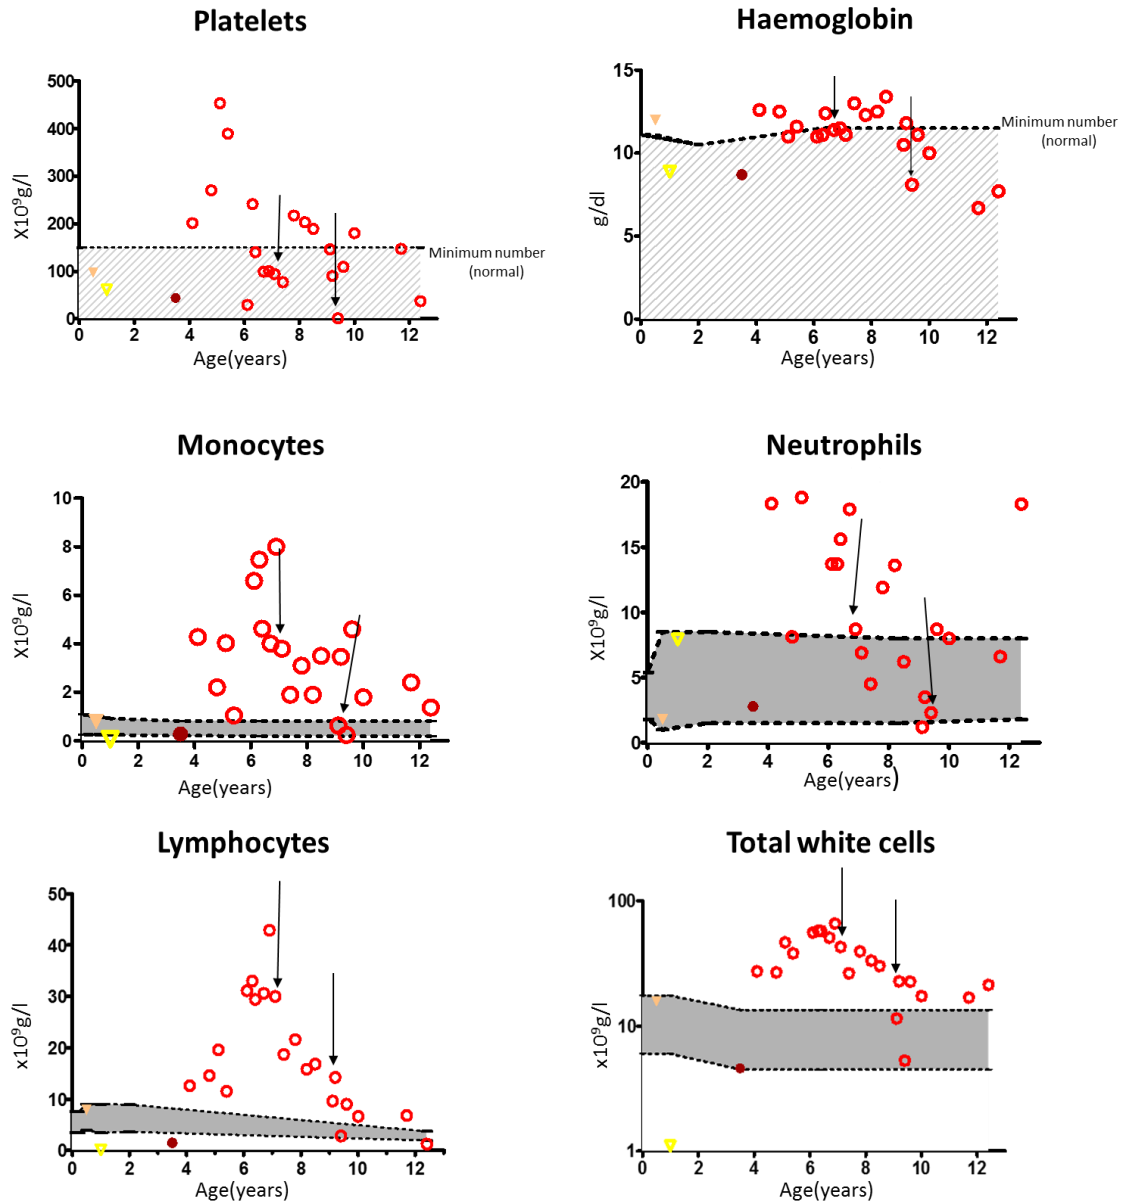 Platelets
500
400
300
200
100
0
X10⁹g/l
0 2 4 6 8 10 12
Age(years)
Minimum number
(normal)
Haemoglobin
15
10
5
0
g/dl
0 2 4 6 8 10 12
Age(years)
Minimum number
(normal)
Monocytes
10
8
6
4
2
0
X10⁹g/l
0 2 4 6 8 10 12
Age(years)
Neutrophils
20
15
10
5
0
X10⁹g/l
0 2 4 6 8 10 12
Age(years)
Lymphocytes
50
40
30
20
10
0
x10⁹g/l
0 2 4 6 8 10 12
Age(years)
Total white cells
100
10
1
x10⁹g/l
0 2 4 6 8 10 12
Age(years)